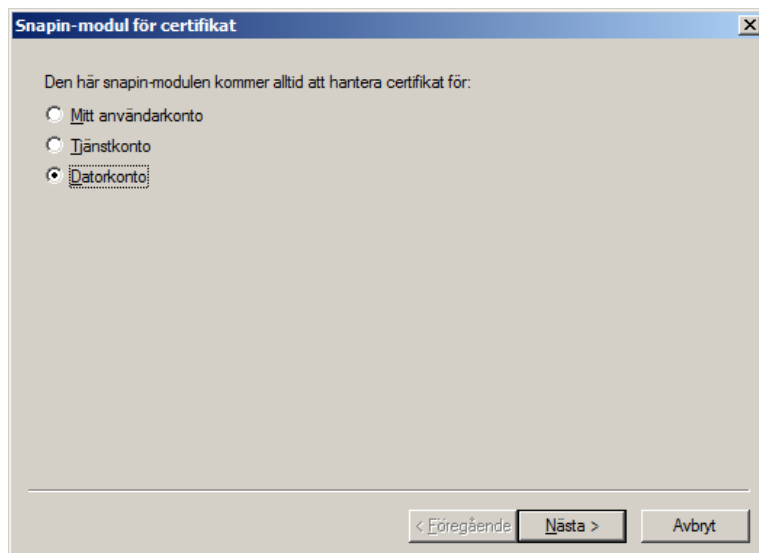 Snapin-modul för certifikat
Den här snapin-modulen kommer alltid att hantera certifikat för:
Mitt användarkonto
Tjänstkonto
Datorkonto
< Föregående Nästa > Avbryt